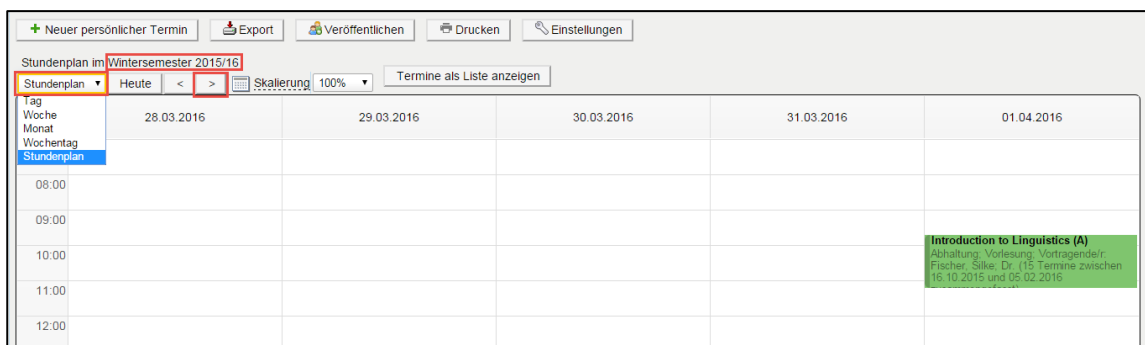 Neuer persönlicher Termin Export Veröffentlichen Drucken Einstellungen
Stundenplan im Wintersemester 2015/16
Stundenplan Heute < > Skalierung 100% Termine als Liste anzeigen
Tag
Woche
Monat
Wochentag
Stundenplan
28.03.2016 29.03.2016 30.03.2016 31.03.2016 01.04.2016
08:00
09:00
10:00
11:00
12:00
Introduction to Linguistics (A)
Abhaltung; Vorlesung; Vortragende/r:
Fischer, Silke; Dr. (15 Termine zwischen
16.10.2015 und 05.02.2016